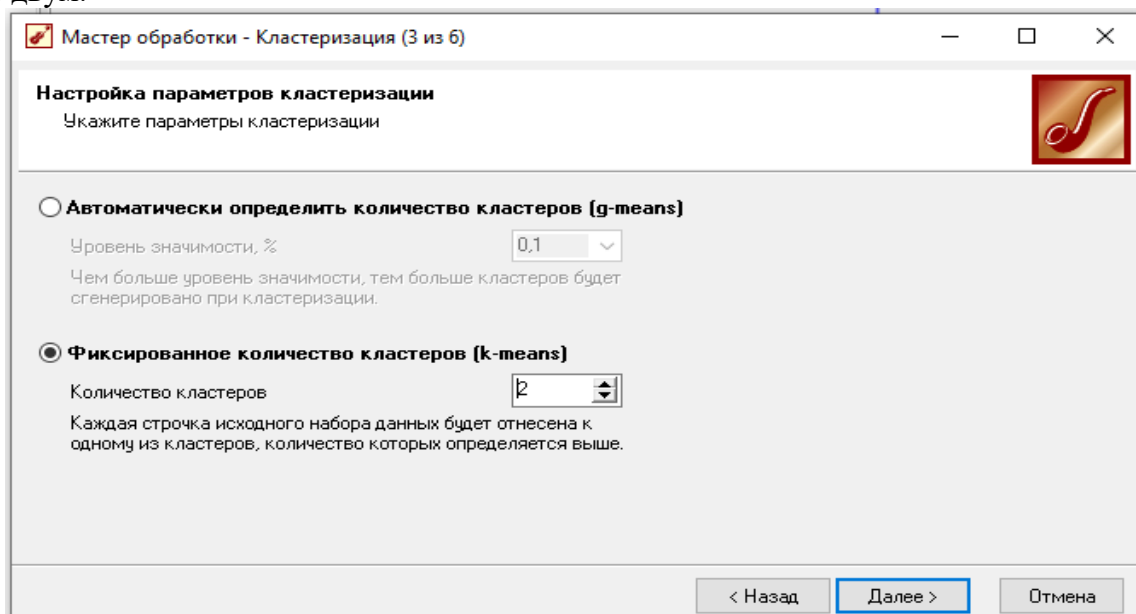 двум.
Мастер обработки - Кластеризация (3 из 6)
Настройка параметров кластеризации
Укажите параметры кластеризации
Автоматически определить количество кластеров (g-means)
Уровень значимости, % 0,1
Чем больше уровень значимости, тем больше кластеров будет
сгенерировано при кластеризации.
Фиксированное количество кластеров (k-means)
Количество кластеров 2
Каждая строчка исходного набора данных будет отнесена к
одному из кластеров, количество которых определяется выше.
< Назад Далее > Отмена